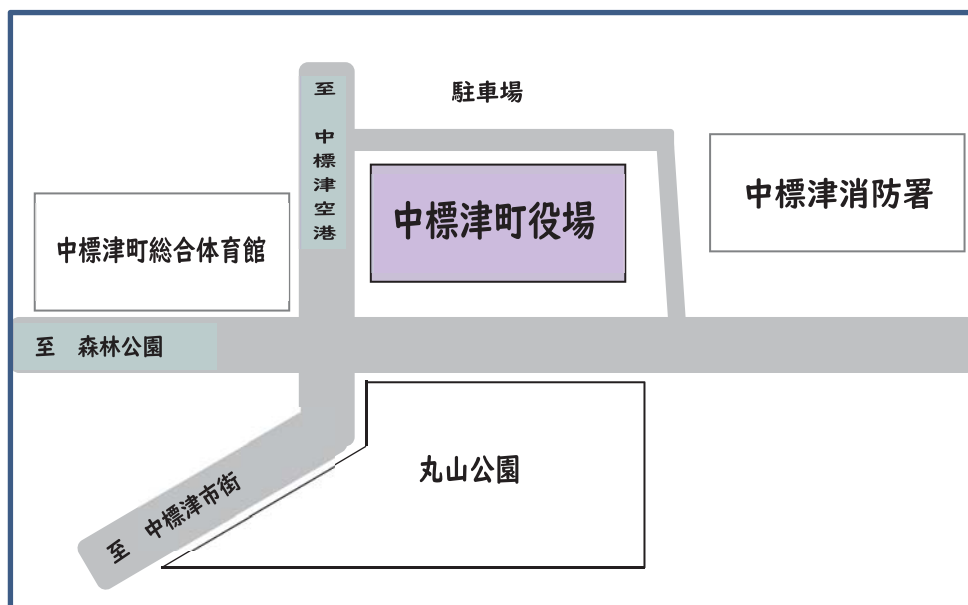 至 中標津空港
駐車場
中標津町役場
中標津消防署
中標津町総合体育館
至 森林公園
丸山公園
至 中標津市街